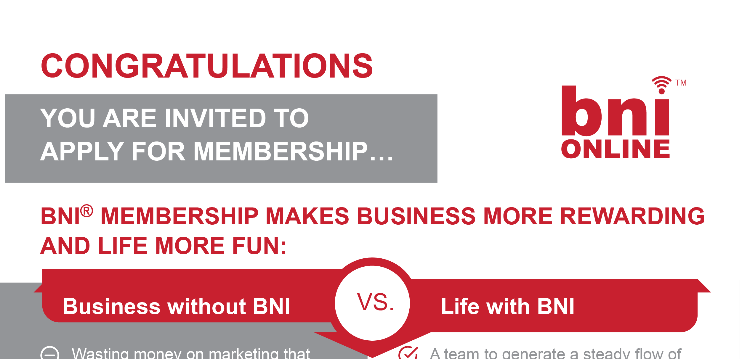 CONGRATULATIONS
YOU ARE INVITED TO
APPLY FOR MEMBERSHIP…
bni™
ONLINE
BNI® MEMBERSHIP MAKES BUSINESS MORE REWARDING
AND LIFE MORE FUN:
Business without BNI VS. Life with BNI
Wasting money on marketing that
A team to generate a steady flow of